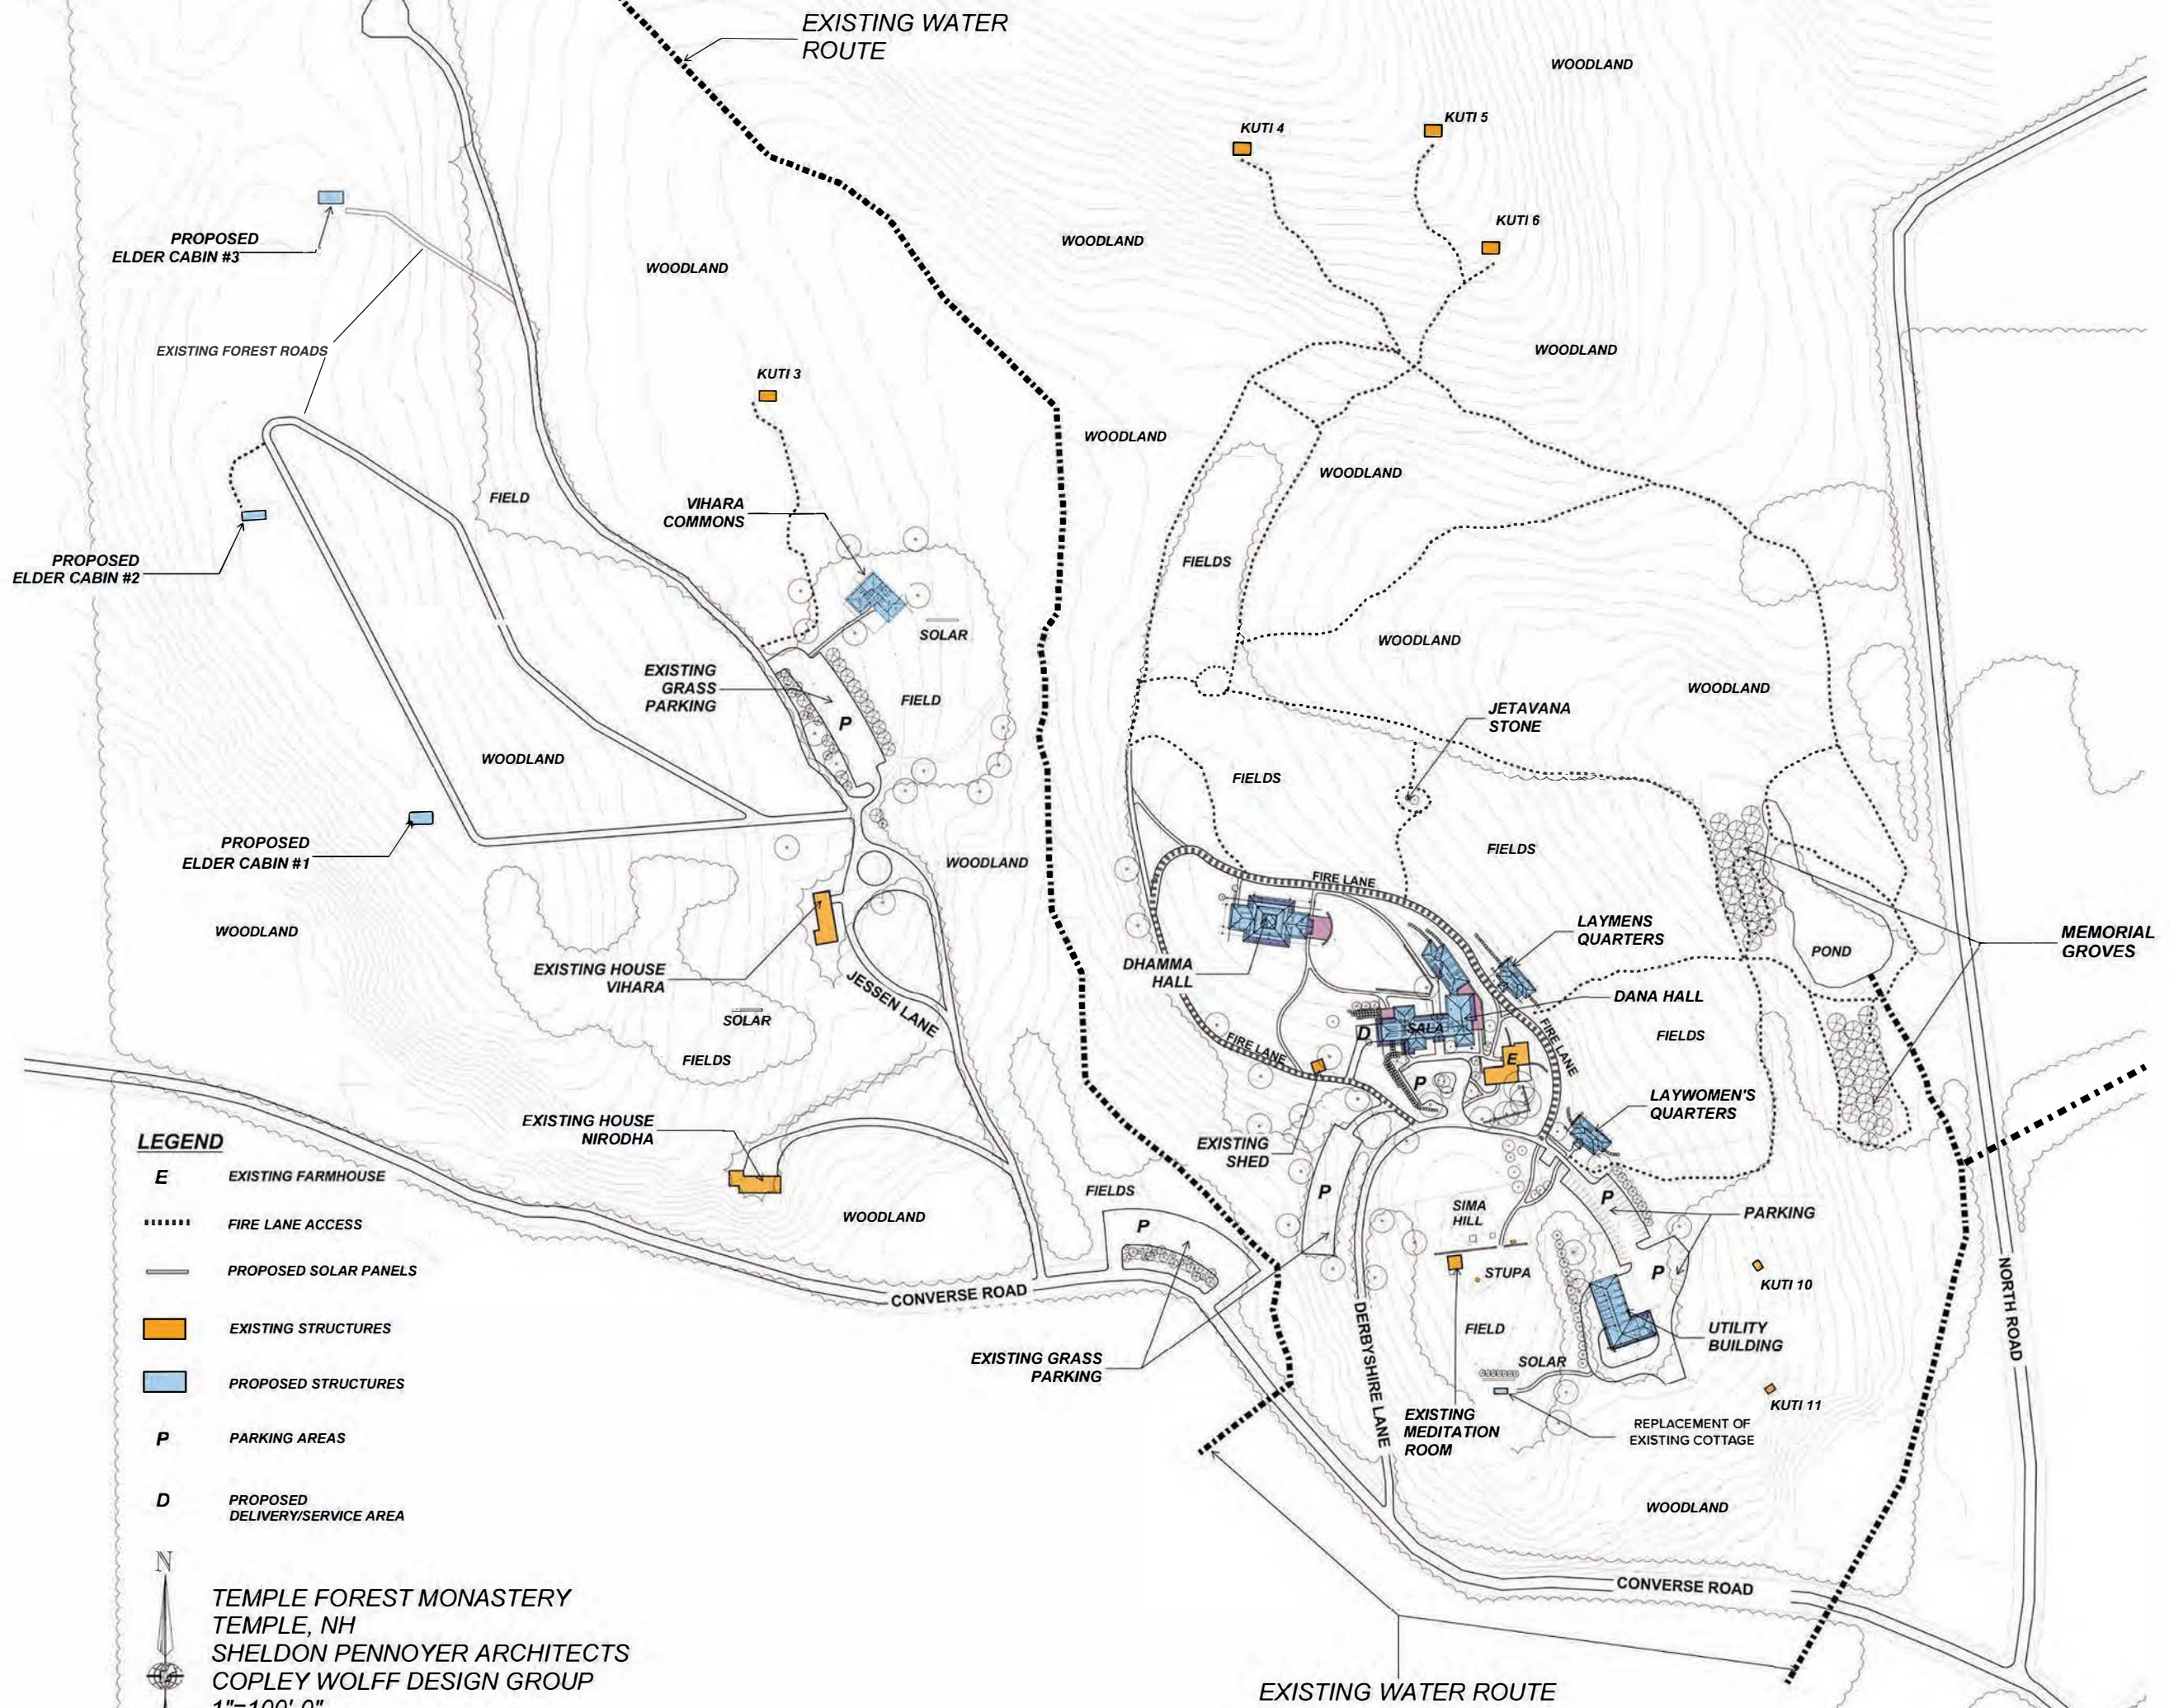 EXISTING WATER
ROUTE
WOODLAND
KUTI 4
KUTI 5
KUTI 6
PROPOSED
ELDER CABIN #3
WOODLAND
WOODLAND
EXISTING FOREST ROADS
WOODLAND
KUTI 3
WOODLAND
WOODLAND
FIELD
VIHARA
COMMONS
PROPOSED
ELDER CABIN #2
FIELDS
SOLAR
WOODLAND
EXISTING
GRASS
PARKING
FIELD
P
WOODLAND
JETAVANA
STONE
WOODLAND
FIELDS
PROPOSED
ELDER CABIN #1
WOODLAND
FIELDS
FIRE LANE
WOODLAND
LAYMENS
QUARTERS
MEMORIAL
GROVES
POND
EXISTING HOUSE
VIHARA
DHAMMA
HALL
JESSEN LANE
DANA HALL
SOLAR
SALA
D
FIELDS
FIRE LANE
FIRE LANE
FIELDS
E
P
EXISTING HOUSE
NIRODHA
LAYWOMEN'S
QUARTERS
EXISTING
SHED
LEGEND
E EXISTING FARMHOUSE
FIRE LANE ACCESS
PROPOSED SOLAR PANELS
EXISTING STRUCTURES
PROPOSED STRUCTURES
P PARKING AREAS
D PROPOSED
DELIVERY/SERVICE AREA
WOODLAND
FIELDS
P
P
SIMA
HILL
P
PARKING
STUPA
P
KUTI 10
CONVERSE ROAD
NORTH ROAD
DERBYSHIRE LANE
FIELD
UTILITY
BUILDING
EXISTING GRASS
PARKING
SOLAR
KUTI 11
EXISTING
MEDITATION
ROOM
REPLACEMENT OF
EXISTING COTTAGE
WOODLAND
CONVERSE ROAD
N
TEMPLE FOREST MONASTERY
TEMPLE, NH
SHELDON PENNOYER ARCHITECTS
COPLEY WOLFF DESIGN GROUP
1"=100'-0"
EXISTING WATER ROUTE